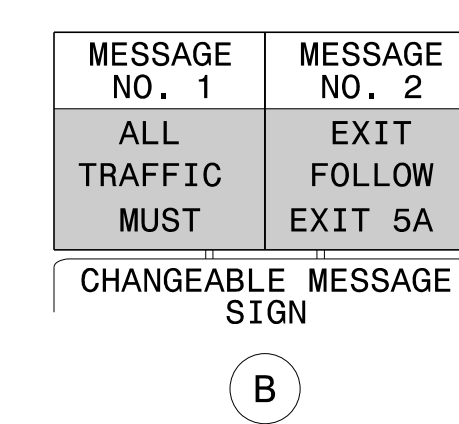 MESSAGE NO. 1
MESSAGE NO. 2
ALL
TRAFFIC
MUST
EXIT
FOLLOW
EXIT 5A
CHANGEABLE MESSAGE
SIGN
B